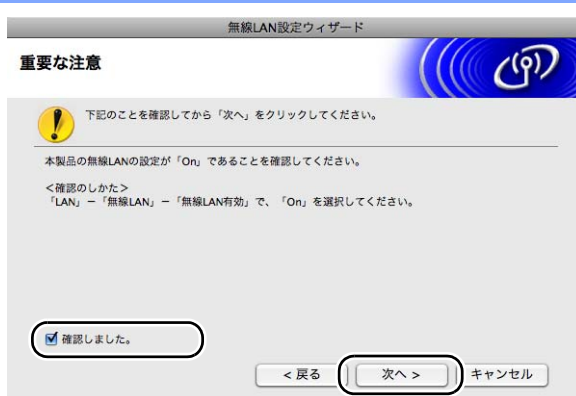 無線LAN設定ウィザード
重要な注意
下記のことを確認してから「次へ」をクリックしてください。
本製品の無線LANの設定が「On」であることを確認してください。
＜確認のしかた＞
「LAN」－「無線LAN」－「無線LAN有効」で、「On」を選択してください。
確認しました。
< 戻る
次へ >
キャンセル